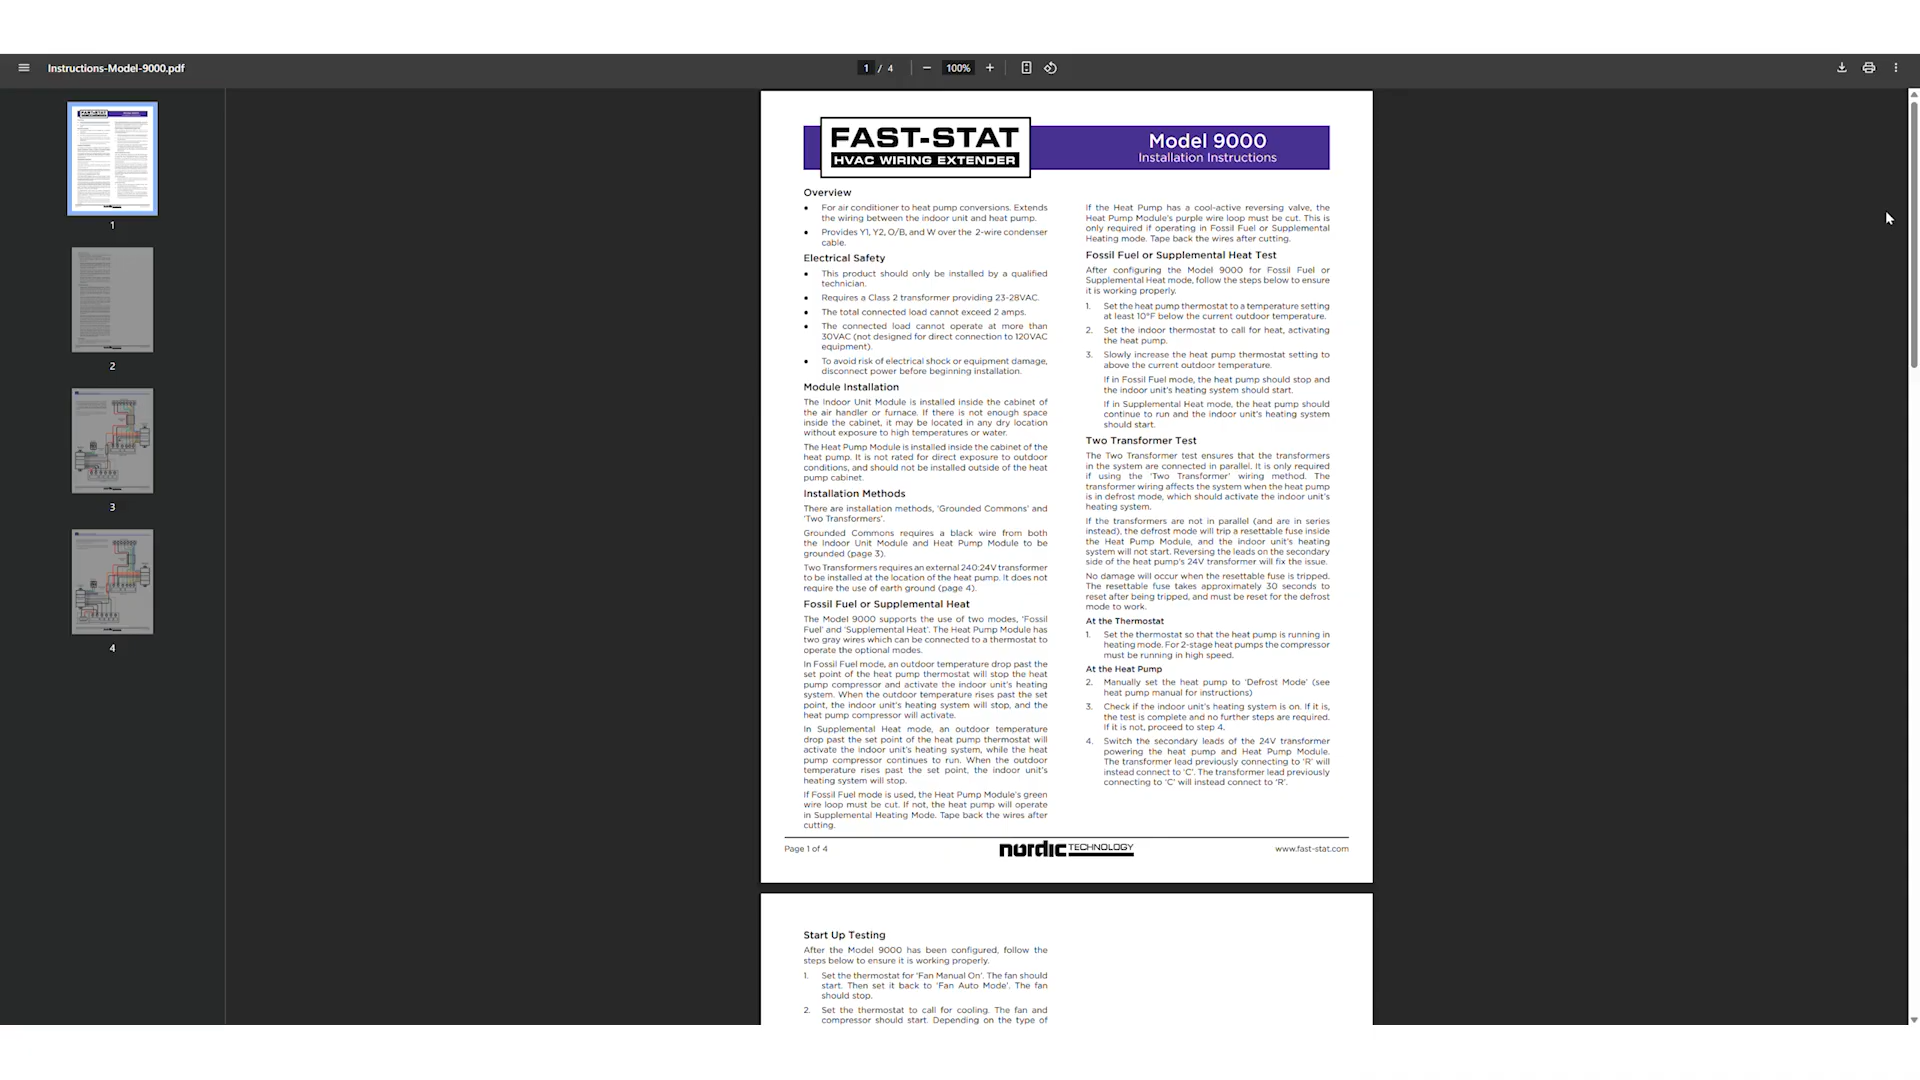 Instructions-Model-9000.pdf
1 / 4
100%
1
2
3
4
FAST-STAT
HVAC WIRING EXTENDER
Model 9000
Installation Instructions
Overview
• For air conditioner to heat pump conversions. Extends
the wiring between the indoor unit and heat pump.
• Provides Y1, Y2, O/B, and W over the 2-wire condenser
cable.
Electrical Safety
• This product should only be installed by a qualified
technician.
• Requires a Class 2 transformer providing 23-28VAC.
• The total connected load cannot exceed 2 amps.
• The connected load cannot operate at more than
30VAC (not designed for direct connection to 120VAC
equipment).
• To avoid risk of electrical shock or equipment damage,
disconnect power before beginning installation.
Module Installation
The Indoor Unit Module is installed inside the cabinet of
the air handler or furnace. If there is not enough space
inside the cabinet, it may be located in any dry location
without exposure to high temperatures or water.
The Heat Pump Module is installed inside the cabinet of the
heat pump. It is not rated for direct exposure to outdoor
conditions, and should not be installed outside of the heat
pump cabinet.
Installation Methods
There are installation methods, 'Grounded Commons' and
'Two Transformers'.
Grounded Commons requires a black wire from both
the Indoor Unit Module and Heat Pump Module to be
grounded (page 3).
Two Transformers requires an external 240:24V transformer
to be installed at the location of the heat pump. It does not
require the use of earth ground (page 4).
Fossil Fuel or Supplemental Heat
The Model 9000 supports the use of two modes, 'Fossil
Fuel' and 'Supplemental Heat'. The Heat Pump Module has
two gray wires which can be connected to a thermostat to
operate the optional modes.
In Fossil Fuel mode, an outdoor temperature drop past the
set point of the heat pump thermostat will stop the heat
pump compressor and activate the indoor unit's heating
system. When the outdoor temperature rises past the set
point, the indoor unit's heating system will stop, and the
heat pump compressor will activate.
In Supplemental Heat mode, an outdoor temperature
drop past the set point of the heat pump thermostat will
activate the indoor unit's heating system, while the heat
pump compressor continues to run. When the outdoor
temperature rises past the set point, the indoor unit's
heating system will stop.
If Fossil Fuel mode is used, the Heat Pump Module's green
wire loop must be cut. If not, the heat pump will operate
in Supplemental Heating Mode. Tape back the wires after
cutting.
If the Heat Pump has a cool-active reversing valve, the
Heat Pump Module's purple wire loop must be cut. This is
only required if operating in Fossil Fuel or Supplemental
Heating mode. Tape back the wires after cutting.
Fossil Fuel or Supplemental Heat Test
After configuring the Model 9000 for Fossil Fuel or
Supplemental Heat mode, follow the steps below to ensure
it is working properly.
1. Set the heat pump thermostat to a temperature setting
at least 10°F below the current outdoor temperature.
2. Set the indoor thermostat to call for heat, activating
the heat pump.
3. Slowly increase the heat pump thermostat setting to
above the current outdoor temperature.
If in Fossil Fuel mode, the heat pump should stop and
the indoor unit's heating system should start.
If in Supplemental Heat mode, the heat pump should
continue to run and the indoor unit's heating system
should start.
Two Transformer Test
The Two Transformer test ensures that the transformers
in the system are connected in parallel. It is only required
if using the 'Two Transformer' wiring method. The
transformer wiring affects the system when the heat pump
is in defrost mode, which should activate the indoor unit's
heating system.
If the transformers are not in parallel (and are in series
instead), the defrost mode will trip a resettable fuse inside
the Heat Pump Module, and the indoor unit's heating
system will not start. Reversing the leads on the secondary
side of the heat pump's 24V transformer will fix the issue.
No damage will occur when the resettable fuse is tripped.
The resettable fuse takes approximately 30 seconds to
reset after being tripped, and must be reset for the defrost
mode to work.
At the Thermostat
1. Set the thermostat so that the heat pump is running in
heating mode. For 2-stage heat pumps the compressor
must be running in high speed.
At the Heat Pump
2. Manually set the heat pump to 'Defrost Mode' (see
heat pump manual for instructions)
3. Check if the indoor unit's heating system is on. If it is,
the test is complete and no further steps are required.
If it is not, proceed to step 4.
4. Switch the secondary leads of the 24V transformer
powering the heat pump and Heat Pump Module.
The transformer lead previously connecting to 'R' will
instead connect to 'C'. The transformer lead previously
connecting to 'C' will instead connect to 'R'.
Page 1 of 4
nordic TECHNOLOGY
www.fast-stat.com
Start Up Testing
After the Model 9000 has been configured, follow the
steps below to ensure it is working properly.
1. Set the thermostat for 'Fan Manual On'. The fan should
start. Then set it back to 'Fan Auto Mode'. The fan
should stop.
2. Set the thermostat to call for cooling. The fan and
compressor should start. Depending on the type of